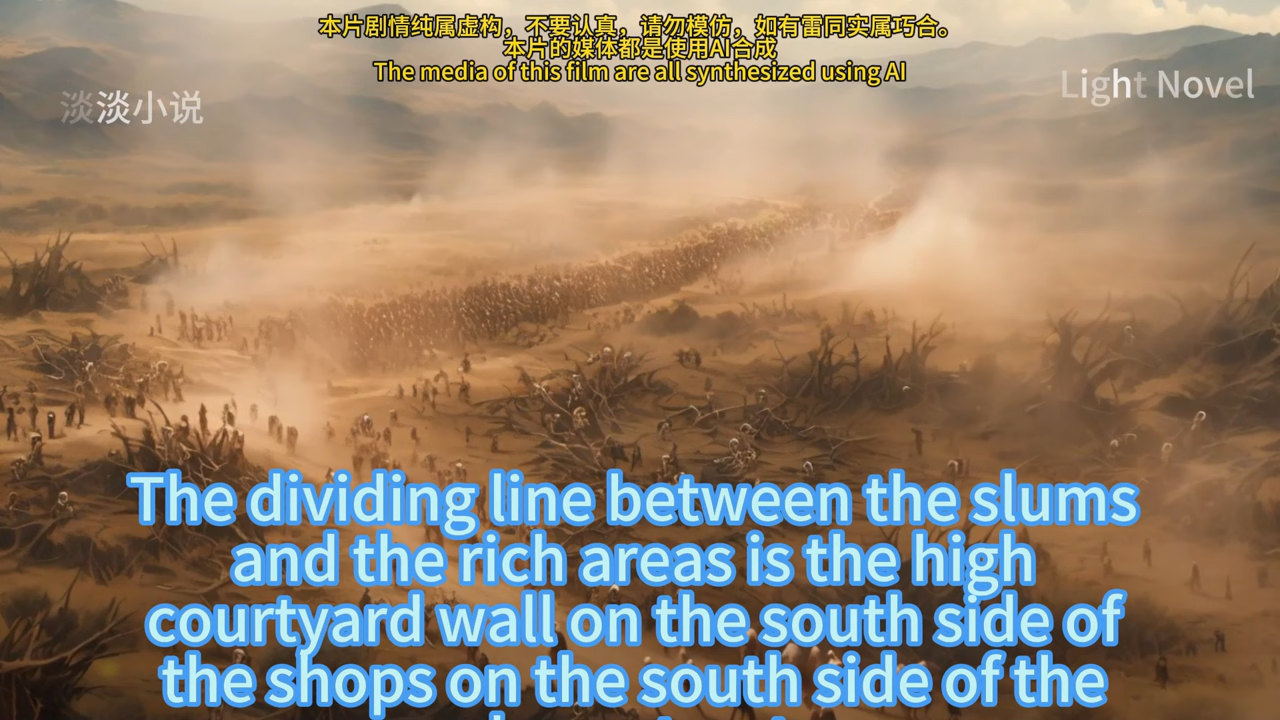 本片剧情纯属虚构，不要认真，请勿模仿，如有雷同实属巧合。
本片的媒体都是使用AI合成
The media of this film are all synthesized using AI
淡淡小说
Light Novel
The dividing line between the slums
and the rich areas is the high
courtyard wall on the south side of
the shops on the south side of the